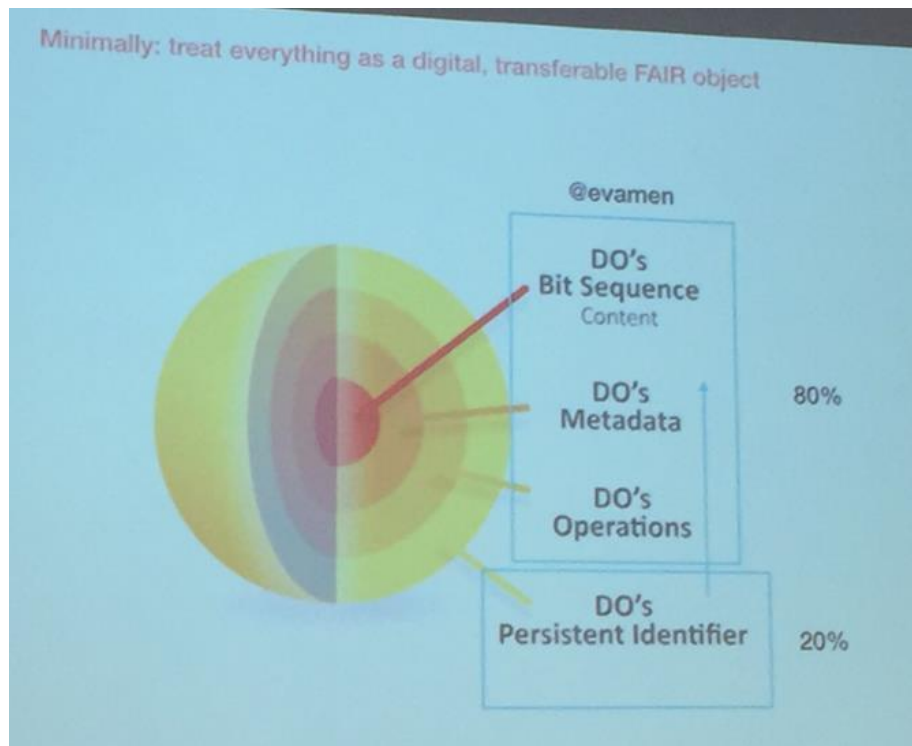 Minimally: treat everything as a digital, transferable FAIR object
@evamen
DO's
Bit Sequence
Content
DO's
Metadata
80%
DO's
Operations
DO's
Persistent Identifier
20%